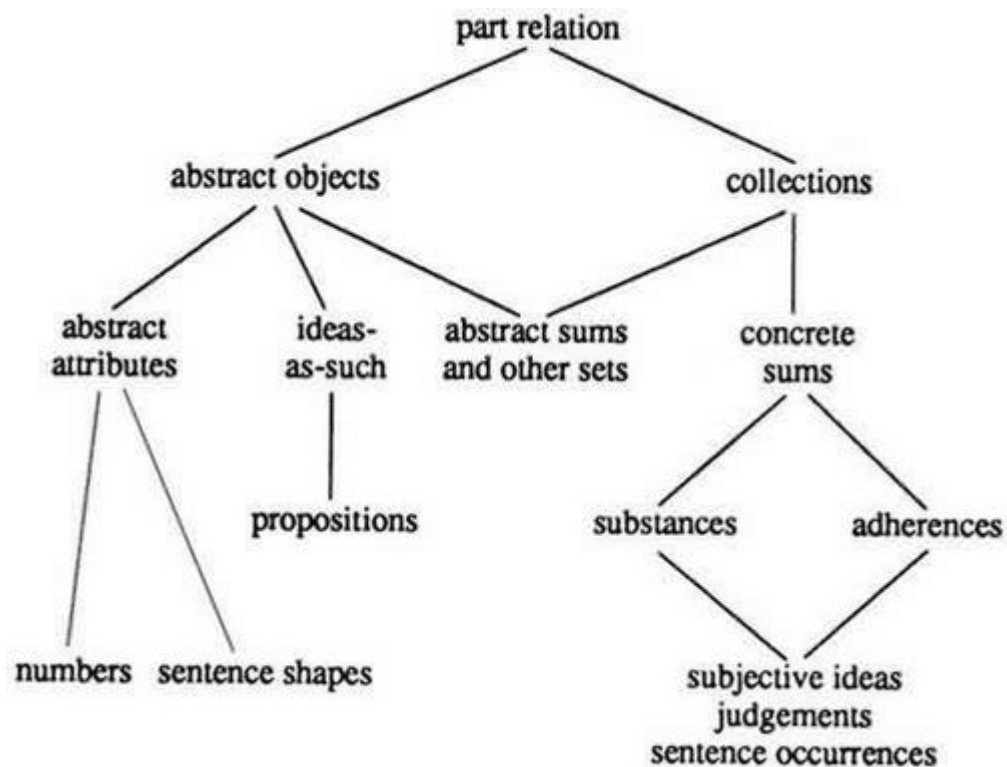 part relation
abstract objects
collections
abstract
attributes
ideas-
as-such
abstract sums
and other sets
concrete
sums
propositions
substances
adherences
numbers
sentence shapes
subjective ideas
judgements
sentence occurrences